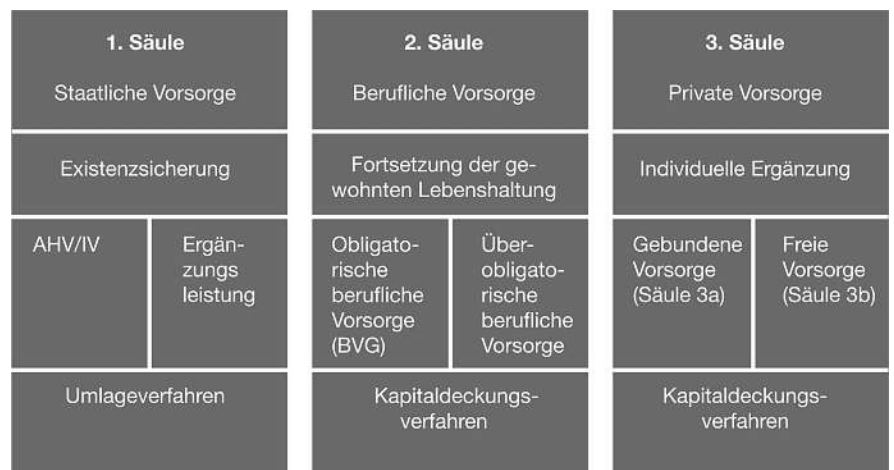 1. Säule
Staatliche Vorsorge
Existenzsicherung
AHV/IV
Ergän-
zungs
leistung
Umlageverfahren
2. Säule
Berufliche Vorsorge
Fortsetzung der ge-
wohnten Lebenshaltung
Obligato-
rische
berufliche
Vorsorge
(BVG)
Über-
obligato-
rische
berufliche
Vorsorge
Kapitaldeckungs-
verfahren
3. Säule
Private Vorsorge
Individuelle Ergänzung
Gebundene
Vorsorge
(Säule 3a)
Freie
Vorsorge
(Säule 3b)
Kapitaldeckungs-
verfahren